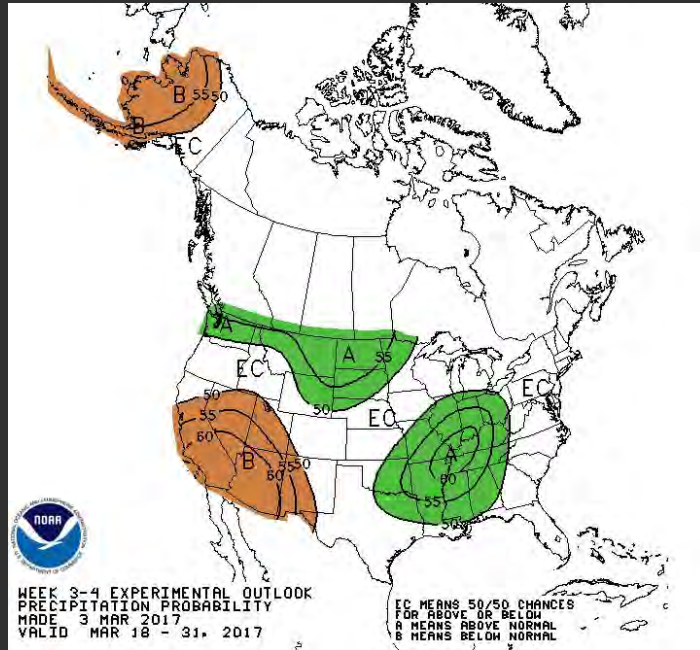 B
55
50
B
EC
A
A
55
EC
50
EC
50
EC
50
55
60
B
55
50
60
A
60
55
50
NOAA
WEEK 3-4 EXPERIMENTAL OUTLOOK
PRECIPITATION PROBABILITY
MADE 3 MAR 2017
VALID MAR 18 - 31, 2017
EC MEANS 50/50 CHANCES
FOR ABOVE OR BELOW
A MEANS ABOVE NORMAL
B MEANS BELOW NORMAL